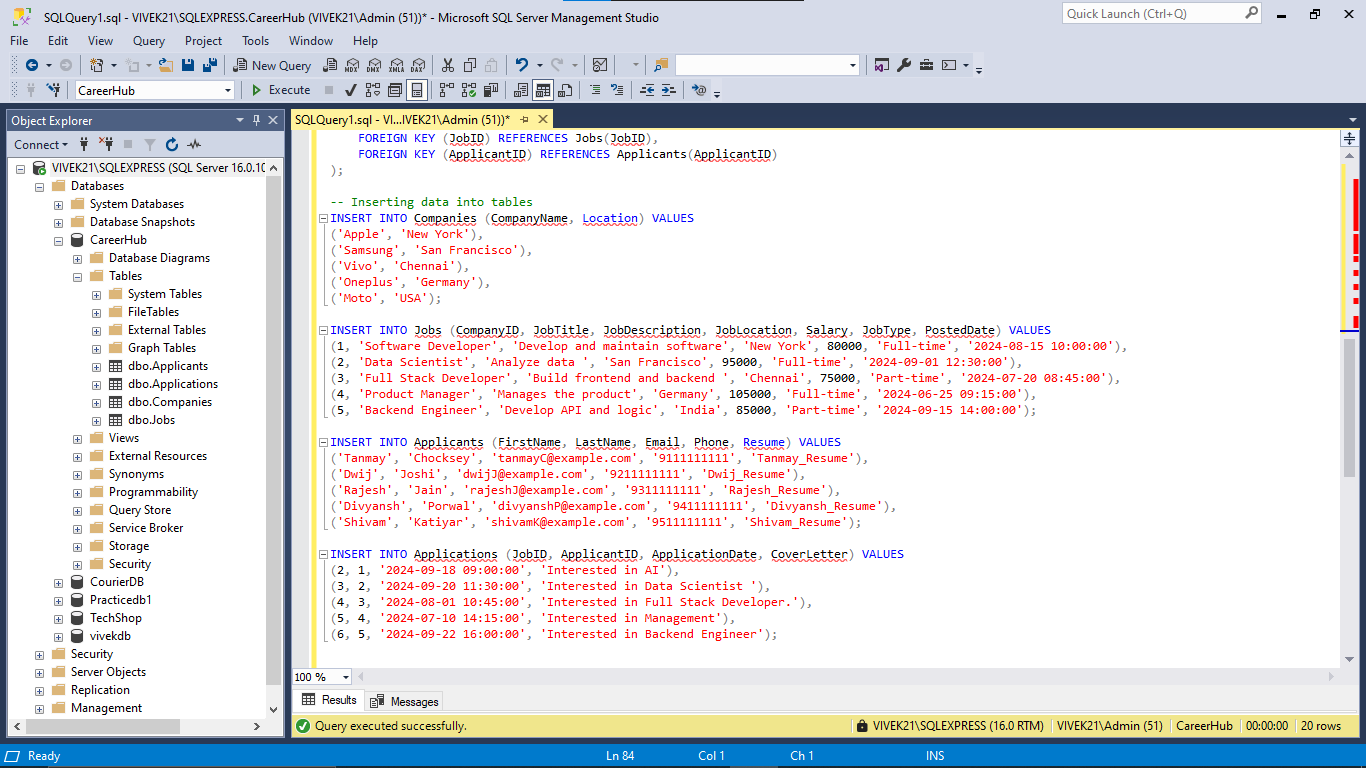 SQLQuery1.sql - VIVEK21\SQLEXPRESS.CareerHub (VIVEK21\Admin (51))* - Microsoft SQL Server Management Studio
Quick Launch (Ctrl+Q)
File Edit View Query Project Tools Window Help
New Query MDX DMX XMLA DAX
CareerHub Execute
Object Explorer
SQLQuery1.sql - VI...IVEK21\Admin (51))*
Connect
VIVEK21\SQLEXPRESS (SQL Server 16.0.10
Databases
System Databases
Database Snapshots
CareerHub
Database Diagrams
Tables
System Tables
FileTables
External Tables
Graph Tables
dbo.Applicants
dbo.Applications
dbo.Companies
dbo.Jobs
Views
External Resources
Synonyms
Programmability
Query Store
Service Broker
Storage
Security
CourierDB
Practicedb1
TechShop
vivekdb
Security
Server Objects
Replication
Management
FOREIGN KEY (JobID) REFERENCES Jobs(JobID),
FOREIGN KEY (ApplicantID) REFERENCES Applicants(ApplicantID)
);
-- Inserting data into tables
INSERT INTO Companies (CompanyName, Location) VALUES
('Apple', 'New York'),
('Samsung', 'San Francisco'),
('Vivo', 'Chennai'),
('Oneplus', 'Germany'),
('Moto', 'USA');
INSERT INTO Jobs (CompanyID, JobTitle, JobDescription, JobLocation, Salary, JobType, PostedDate) VALUES
(1, 'Software Developer', 'Develop and maintain software', 'New York', 80000, 'Full-time', '2024-08-15 10:00:00'),
(2, 'Data Scientist', 'Analyze data ', 'San Francisco', 95000, 'Full-time', '2024-09-01 12:30:00'),
(3, 'Full Stack Developer', 'Build frontend and backend ', 'Chennai', 75000, 'Part-time', '2024-07-20 08:45:00'),
(4, 'Product Manager', 'Manages the product', 'Germany', 105000, 'Full-time', '2024-06-25 09:15:00'),
(5, 'Backend Engineer', 'Develop API and logic', 'India', 85000, 'Part-time', '2024-09-15 14:00:00');
INSERT INTO Applicants (FirstName, LastName, Email, Phone, Resume) VALUES
('Tanmay', 'Chocksey', 'tanmayC@example.com', '9111111111', 'Tanmay_Resume'),
('Dwij', 'Joshi', 'dwijJ@example.com', '9211111111', 'Dwij_Resume'),
('Rajesh', 'Jain', 'rajeshJ@example.com', '9311111111', 'Rajesh_Resume'),
('Divyansh', 'Porwal', 'divyanshP@example.com', '9411111111', 'Divyansh_Resume'),
('Shivam', 'Katiyar', 'shivamK@example.com', '9511111111', 'Shivam_Resume');
INSERT INTO Applications (JobID, ApplicantID, ApplicationDate, CoverLetter) VALUES
(2, 1, '2024-09-18 09:00:00', 'Interested in AI'),
(3, 2, '2024-09-20 11:30:00', 'Interested in Data Scientist '),
(4, 3, '2024-08-01 10:45:00', 'Interested in Full Stack Developer.'),
(5, 4, '2024-07-10 14:15:00', 'Interested in Management'),
(6, 5, '2024-09-22 16:00:00', 'Interested in Backend Engineer');
100 %
Results Messages
Query executed successfully. VIVEK21\SQLEXPRESS (16.0 RTM) VIVEK21\Admin (51) CareerHub 00:00:00 20 rows
Ready Ln 84 Col 1 Ch 1 INS